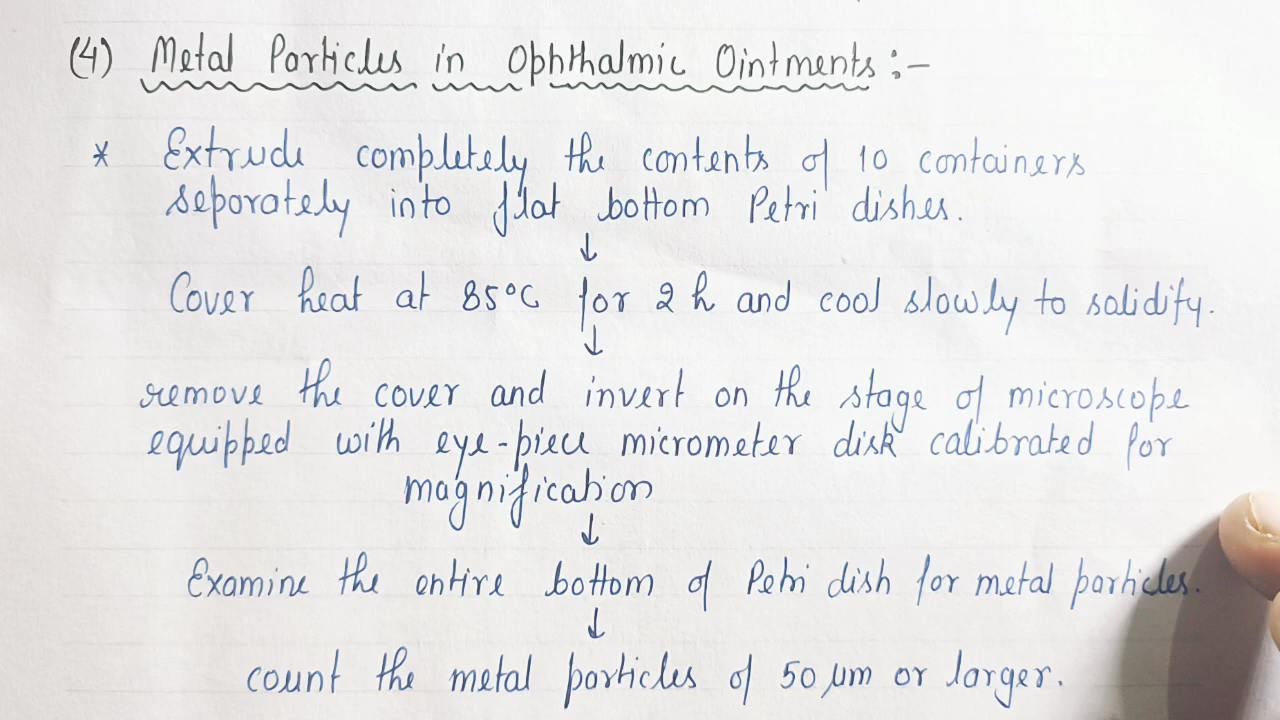 (4) Metal Particles in Ophthalmic Ointments :-
* Extrude completely the contents of 10 containers
separately into flat bottom Petri dishes.
↓
Cover heat at 85°C for 2 h and cool slowly to solidify.
↓
remove the cover and invert on the stage of microscope
equipped with eye-piece micrometer disk calibrated for
magnification
↓
Examine the entire bottom of Petri dish for metal particles.
↓
count the metal particles of 50 µm or larger.